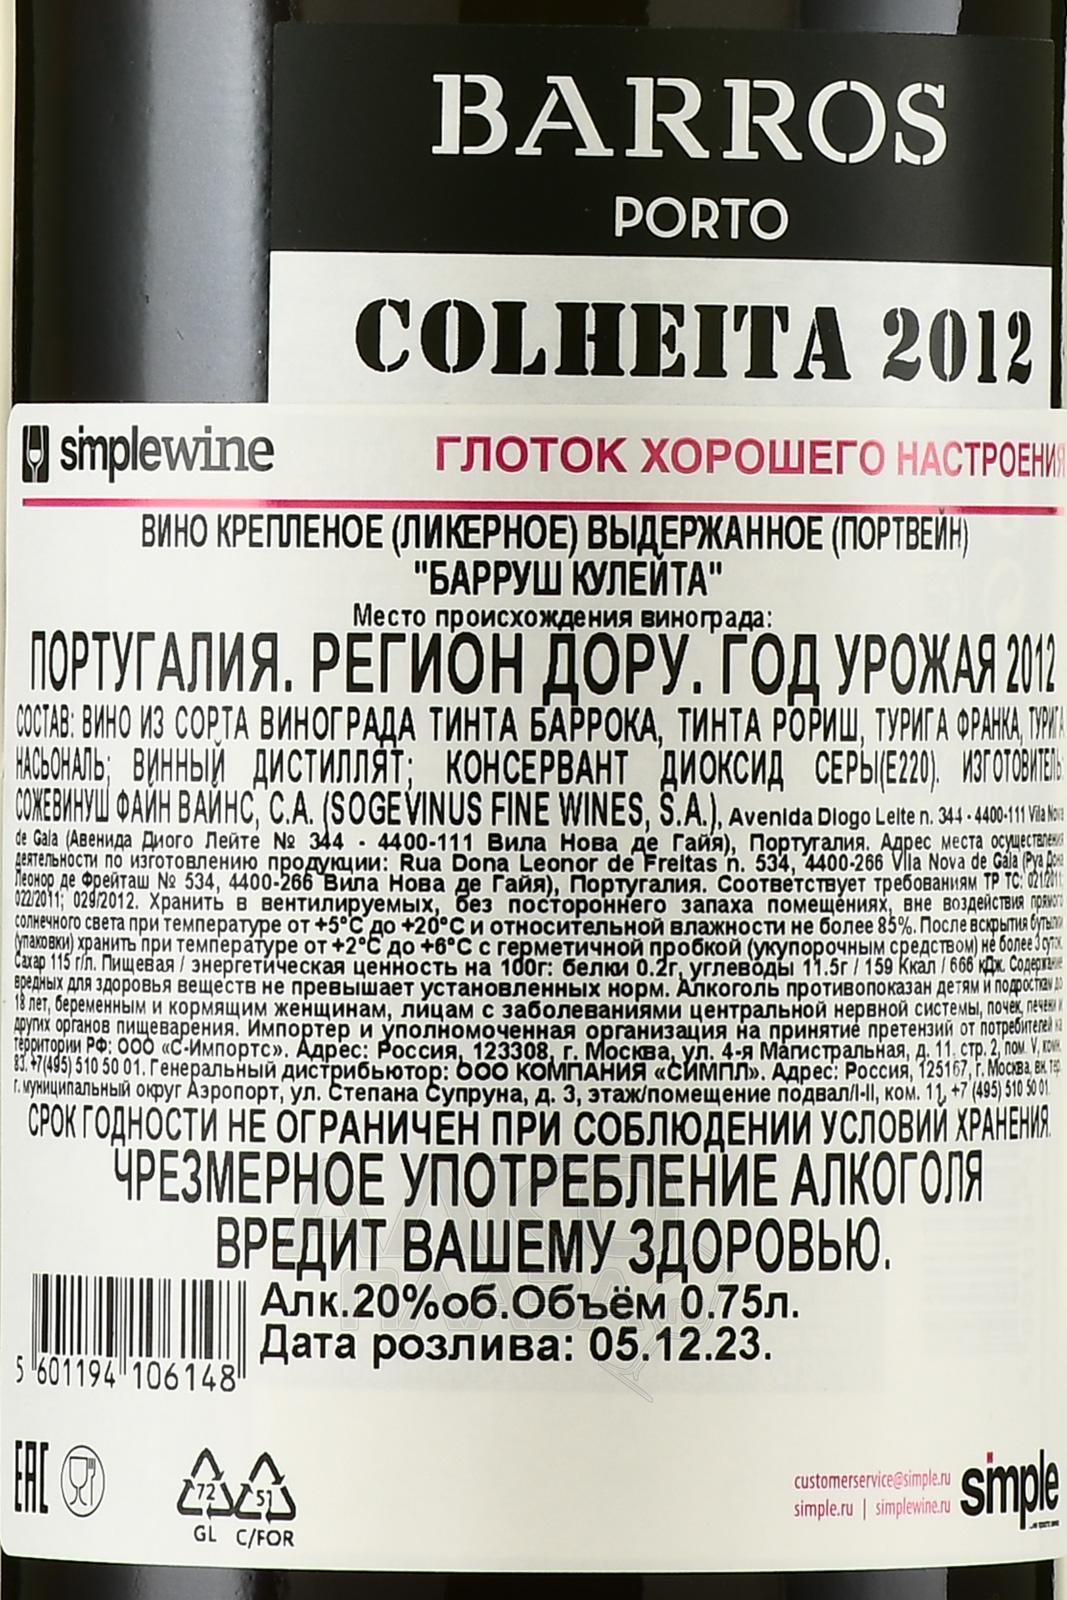 BARROS
PORTO
COLHEITA 2012
simplewine
ГЛОТОК ХОРОШЕГО НАСТРОЕНИЯ
ВИНО КРЕПЛЕНОЕ (ЛИКЕРНОЕ) ВЫДЕРЖАННОЕ (ПОРТВЕЙН)
"БАРРУШ КУЛЕЙТА"
Место происхождения винограда:
ПОРТУГАЛИЯ. РЕГИОН ДОРУ. ГОД УРОЖАЯ 2012
СОСТАВ: ВИНО ИЗ СОРТА ВИНОГРАДА ТИНТА БАРРОКА, ТИНТА РОРИШ, ТУРИГА ФРАНКА, ТУРИГА
НАСЬОНАЛЬ; ВИННЫЙ ДИСТИЛЛЯТ; КОНСЕРВАНТ ДИОКСИД СЕРЫ(Е220). ИЗГОТОВИТЕЛЬ:
СОЖЕВИНУШ ФАЙН ВАЙНС, С.А. (SOGEVINUS FINE WINES, S.A.), Avenida Diogo Leite n. 344 - 4400-111 Vila Nova
de Gaia (Авенида Диого Лейте № 344 - 4400-111 Вила Нова де Гайя), Португалия. Адрес места осуществления
деятельности по изготовлению продукции: Rua Dona Leonor de Freitas n. 534, 4400-266 Vila Nova de Gaia (Руа Дона
Леонор де Фрейташ № 534, 4400-266 Вила Нова де Гайя), Португалия. Соответствует требованиям ТР ТС: 021/2011;
022/2011; 029/2012. Хранить в вентилируемых, без постороннего запаха помещениях, вне воздействия прямого
солнечного света при температуре от +5°C до +20°C и относительной влажности не более 85%. После вскрытия бутылки
(упаковки) хранить при температуре от +2°C до +6°C с герметичной пробкой (укупорочным средством) не более 3 суток.
Сахар 115 г/л. Пищевая / энергетическая ценность на 100г: белки 0.2г, углеводы 11.5г / 159 Ккал / 666 кДж. Содержание
вредных для здоровья веществ не превышает установленных норм. Алкоголь противопоказан детям и подросткам до
18 лет, беременным и кормящим женщинам, лицам с заболеваниями центральной нервной системы, почек, печени и
других органов пищеварения. Импортер и уполномоченная организация на принятие претензий от потребителей на
территории РФ: ООО «С-Импортс». Адрес: Россия, 123308, г. Москва, ул. 4-я Магистральная, д. 11, стр. 2, пом. V, комн.
83. +7(495) 510 50 01. Генеральный дистрибьютор: ООО КОМПАНИЯ «СИМПЛ». Адрес: Россия, 125167, г. Москва, вн. тер.
г. муниципальный округ Аэропорт, ул. Степана Супруна, д. 3, этаж/помещение подвал/I-II, ком. 11, +7 (495) 510 50 01
СРОК ГОДНОСТИ НЕ ОГРАНИЧЕН ПРИ СОБЛЮДЕНИИ УСЛОВИЙ ХРАНЕНИЯ.
ЧРЕЗМЕРНОЕ УПОТРЕБЛЕНИЕ АЛКОГОЛЯ
ВРЕДИТ ВАШЕМУ ЗДОРОВЬЮ.
Алк.20%об.Объём 0.75л.
Дата розлива: 05.12.23.
5 601194 106148
EAC
72
GL
51
C/FOR
customerservice@simple.ru
simple.ru | simplewine.ru
simple